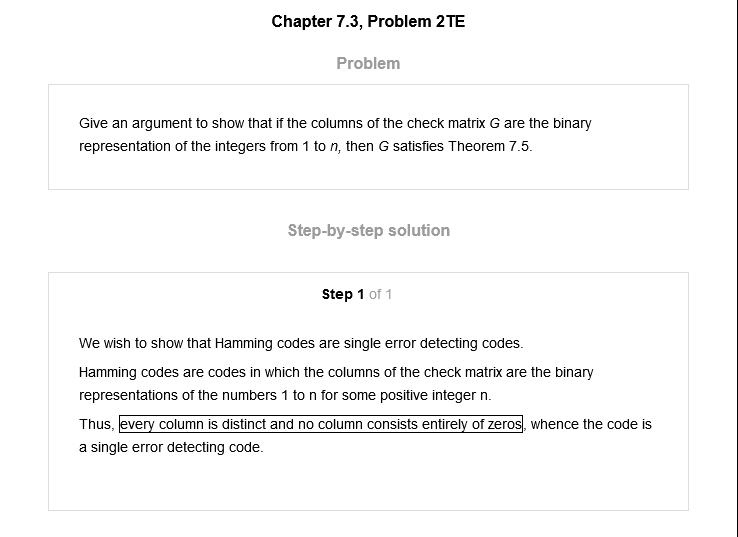 Chapter 7.3, Problem 2TE
Problem
Give an argument to show that if the columns of the check matrix G are the binary
representation of the integers from 1 to n, then G satisfies Theorem 7.5.
Step-by-step solution
Step 1 of 1
We wish to show that Hamming codes are single error detecting codes.
Hamming codes are codes in which the columns of the check matrix are the binary
representations of the numbers 1 to n for some positive integer n.
Thus, every column is distinct and no column consists entirely of zeros, whence the code is
a single error detecting code.